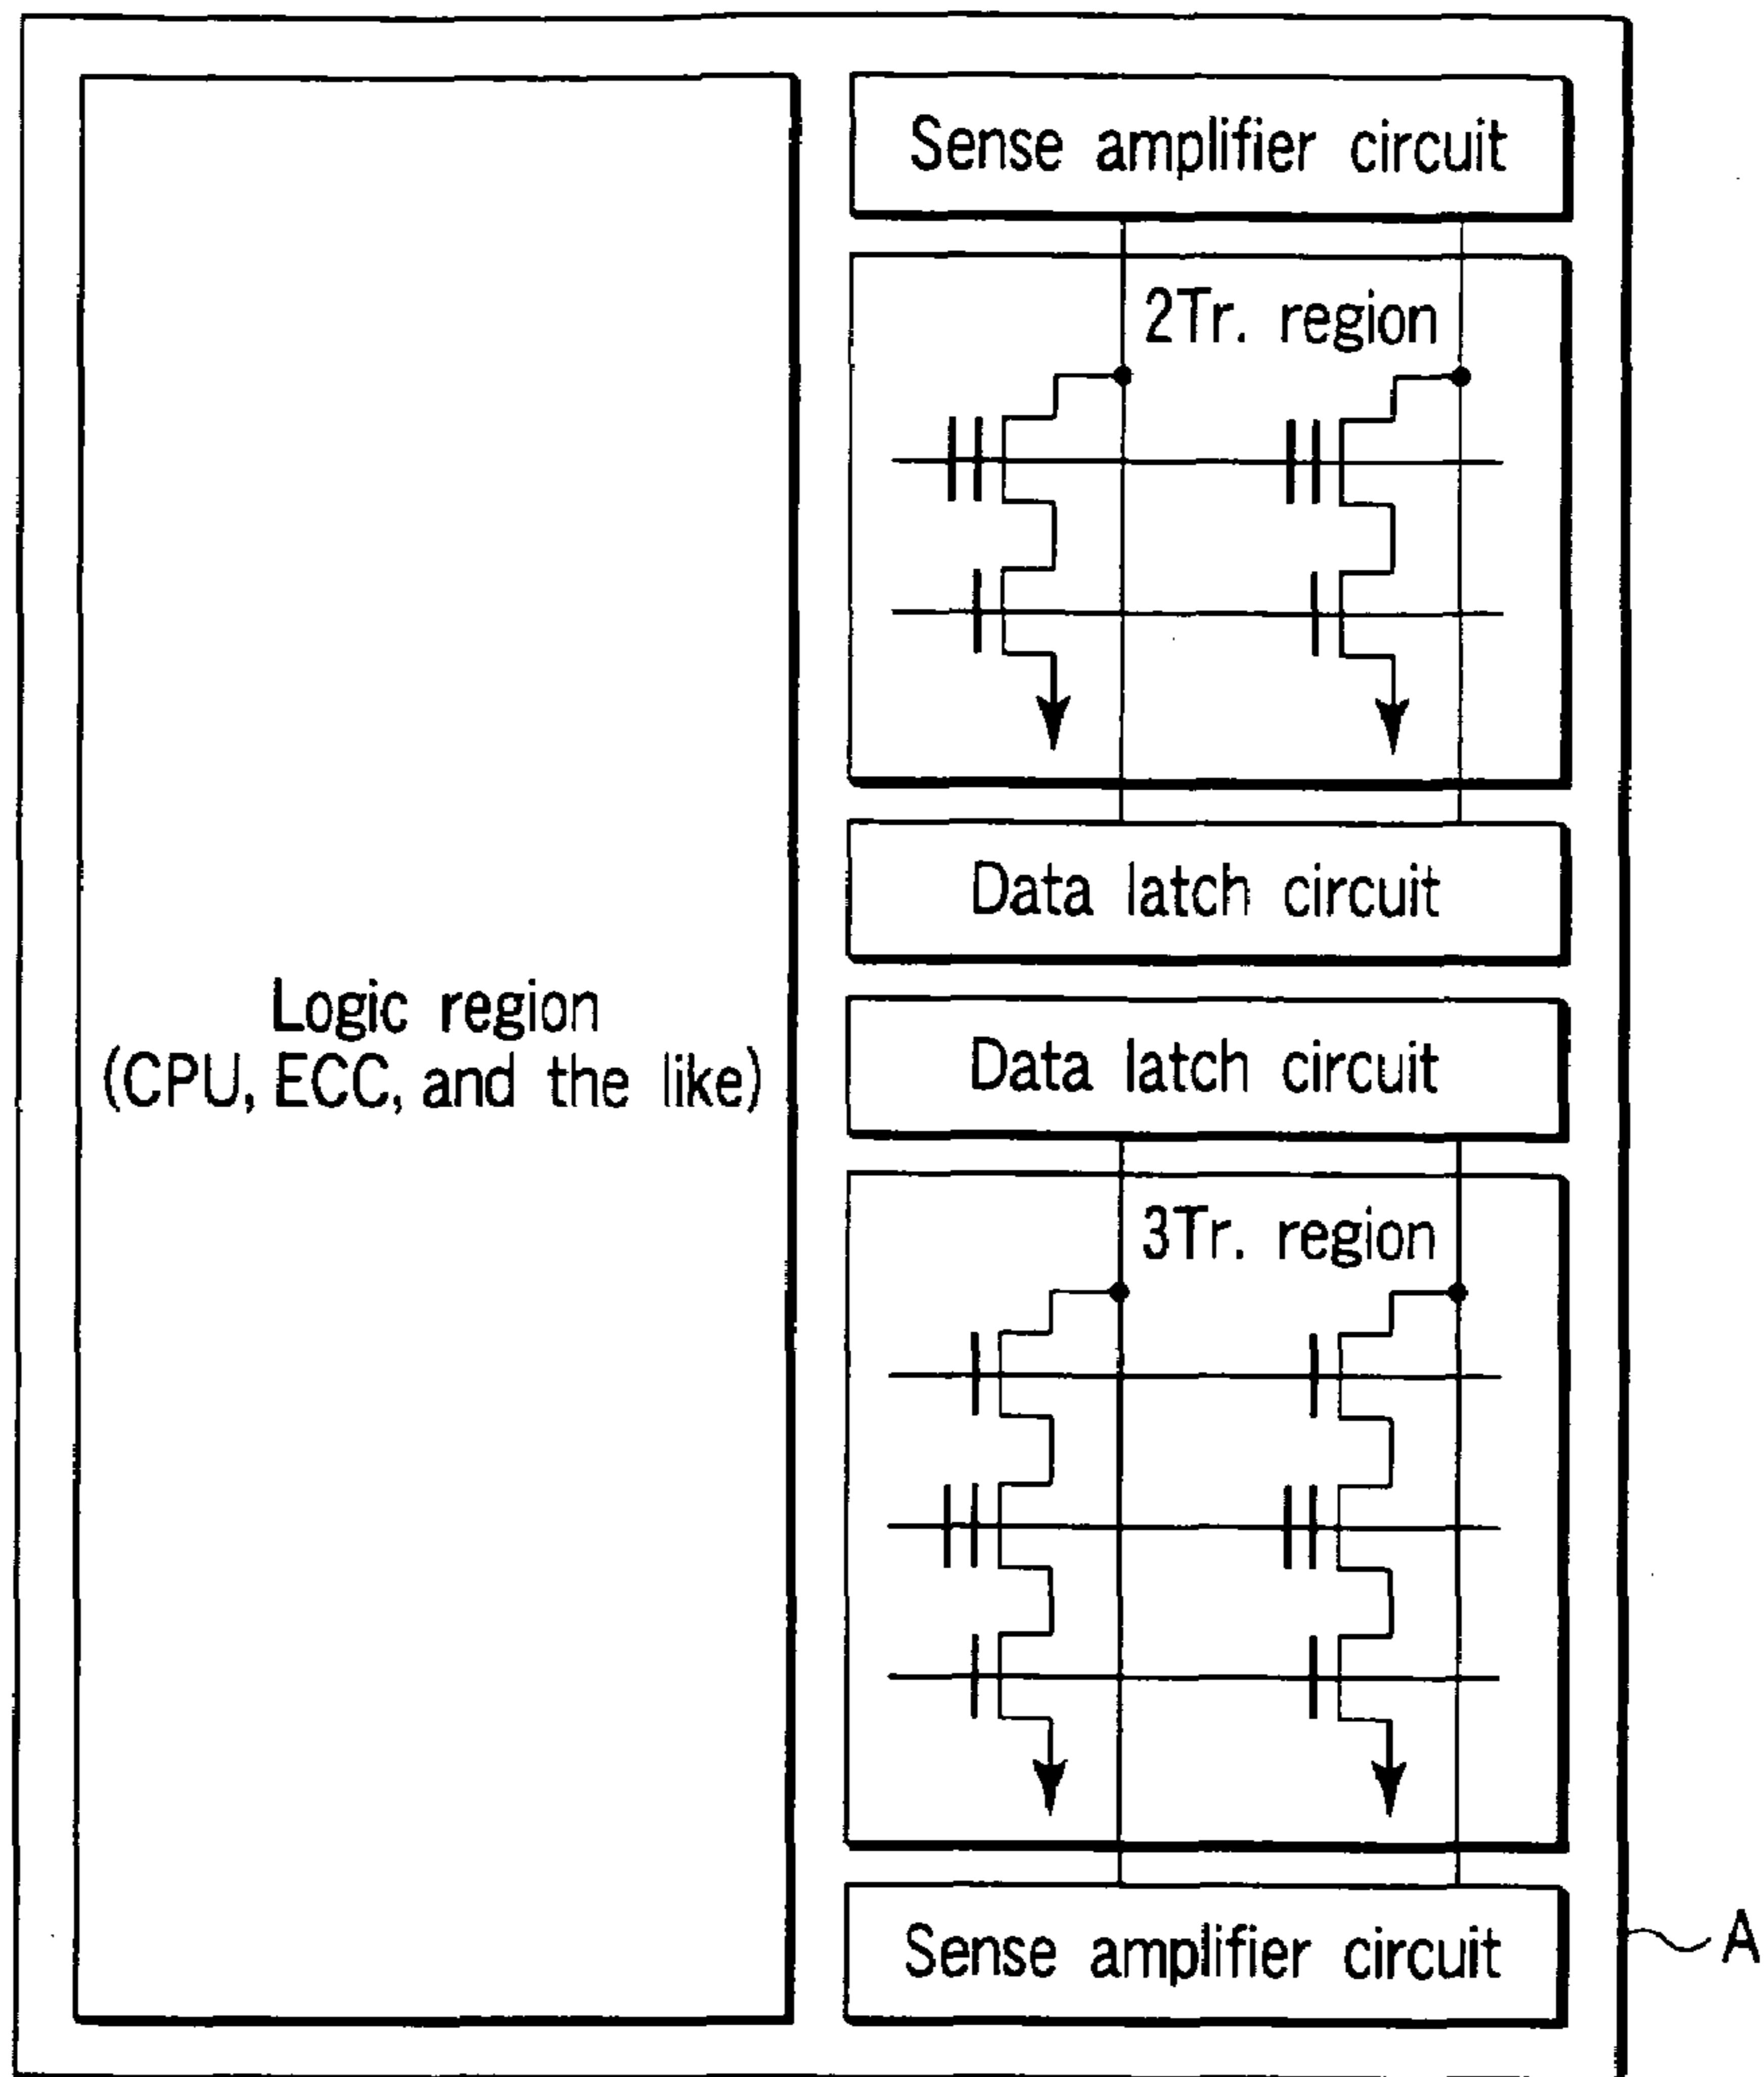 Sense amplifier circuit
2Tr. region
Data latch circuit
Logic region
(CPU, ECC, and the like)
Data latch circuit
3Tr. region
Sense amplifier circuit
A